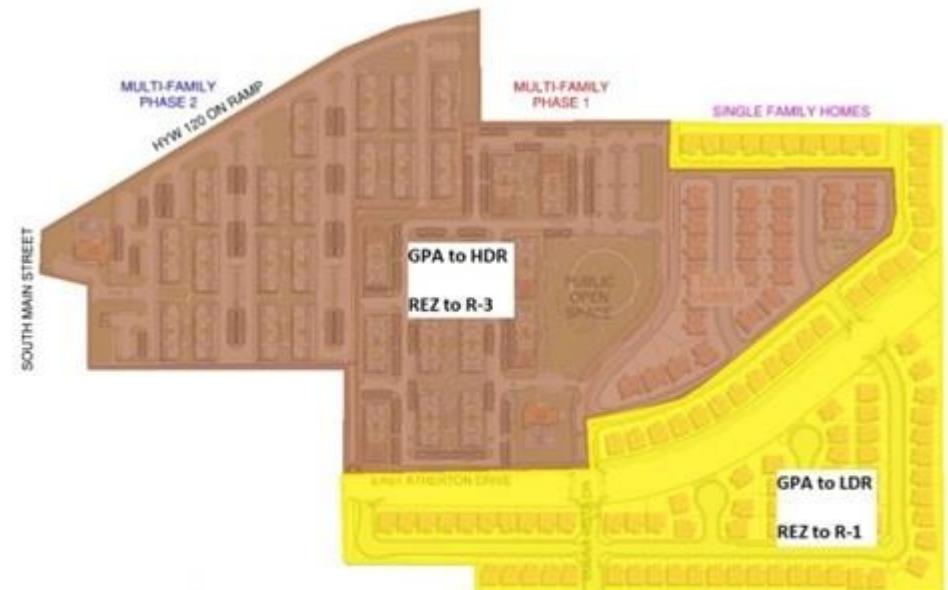 MULTI-FAMILY
PHASE 2
HYW 120 ON RAMP
MULTI-FAMILY
PHASE 1
SINGLE FAMILY HOMES
SOUTH MAIN STREET
GPA to HDR
REZ to R-3
PUBLIC
OPEN
SPACE
ATHERTON DRIVE
GPA to LDR
REZ to R-1